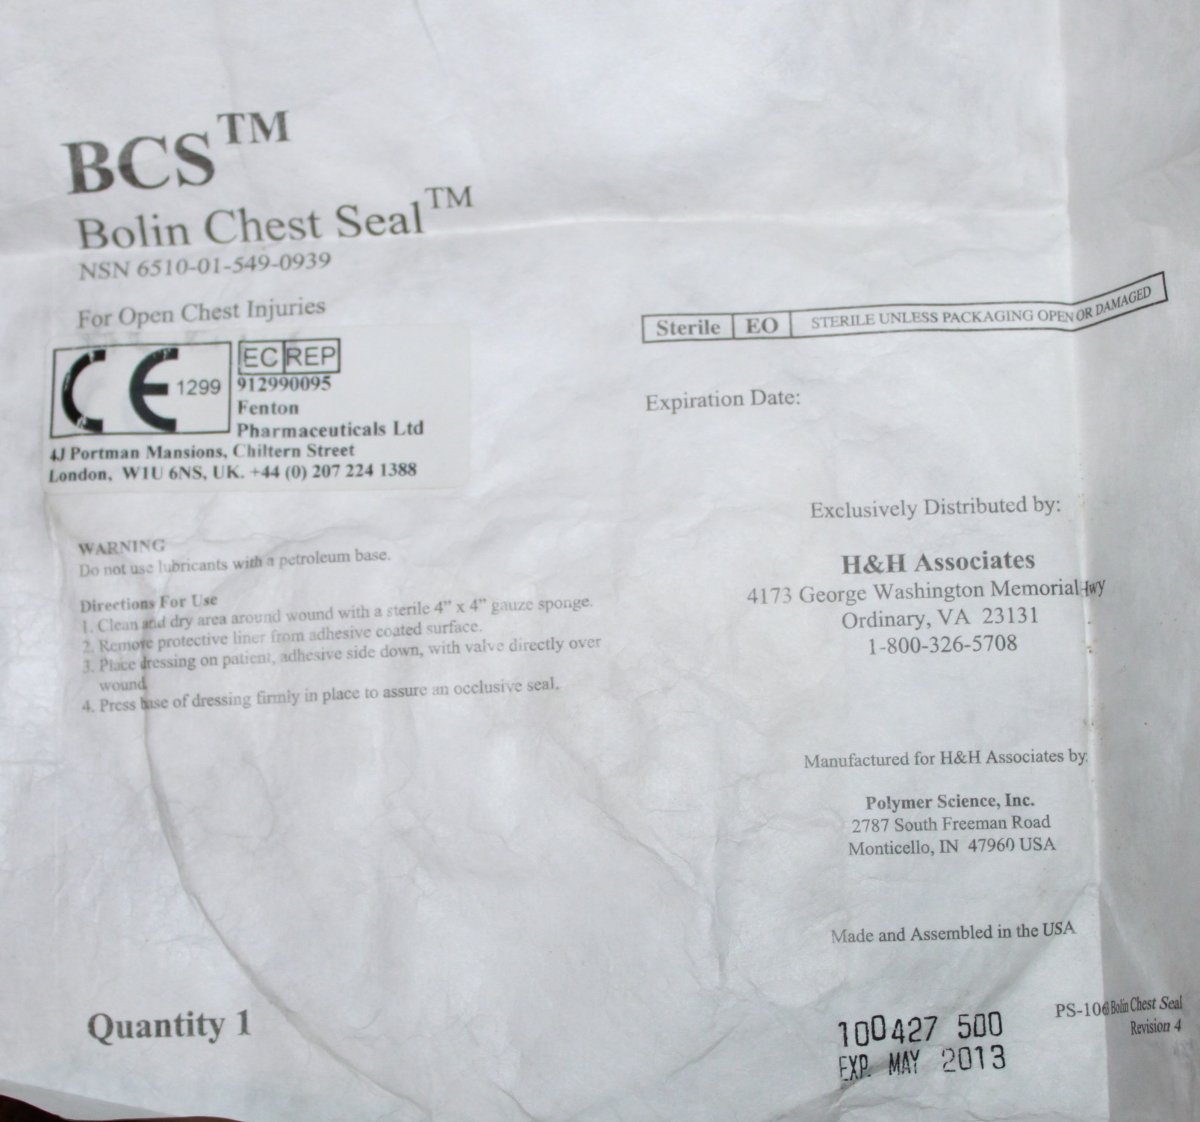 BCS™
Bolin Chest Seal™
NSN 6510-01-549-0939
For Open Chest Injuries
CE 1299
EC REP
912990095
Fenton
Pharmaceuticals Ltd
4J Portman Mansions, Chiltern Street
London, W1U 6NS, UK. +44 (0) 207 224 1388
WARNING
Do not use lubricants with a petroleum base.
Directions For Use
1. Clean and dry area around wound with a sterile 4" x 4" gauze sponge.
2. Remove protective liner from adhesive coated surface.
3. Place dressing on patient, adhesive side down, with valve directly over
wound.
4. Press base of dressing firmly in place to assure an occlusive seal.
Quantity 1
Sterile EO STERILE UNLESS PACKAGING OPEN OR DAMAGED
Expiration Date:
Exclusively Distributed by:
H&H Associates
4173 George Washington Memorial Hwy
Ordinary, VA 23131
1-800-326-5708
Manufactured for H&H Associates by:
Polymer Science, Inc.
2787 South Freeman Road
Monticello, IN 47960 USA
Made and Assembled in the USA
PS-1068 Bolin Chest Seal
Revision 4
100427 500
EXP. MAY 2013